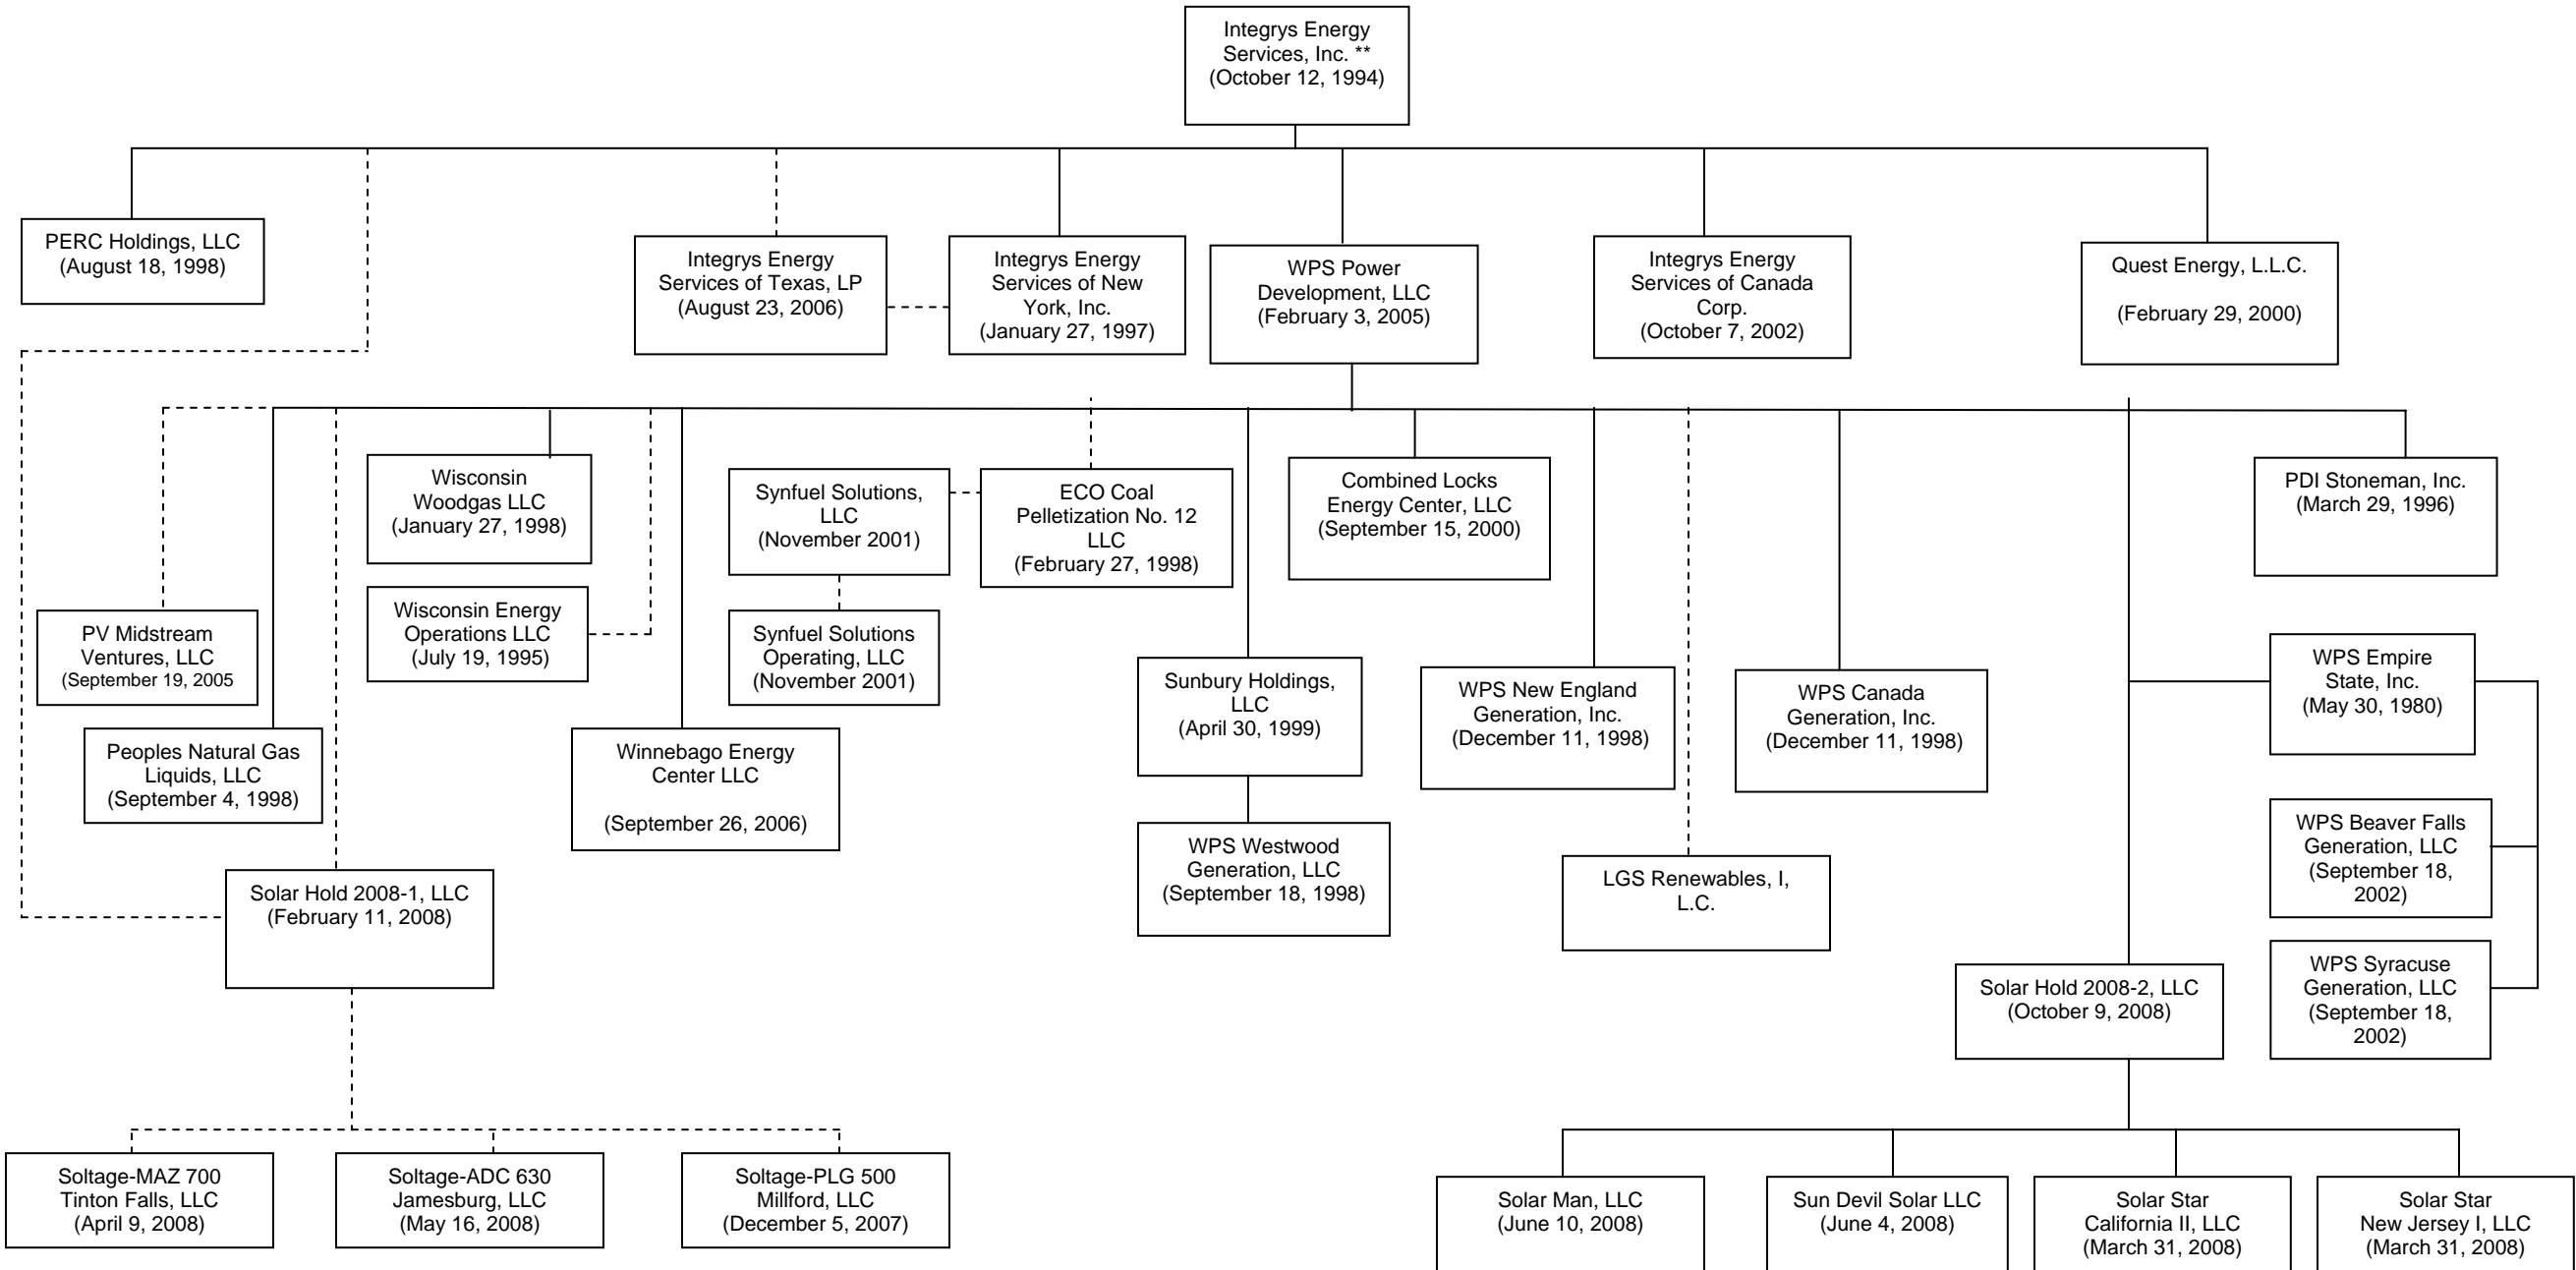 Integrys Energy
Services, Inc. **
(October 12, 1994)
PERC Holdings, LLC
(August 18, 1998)
Integrys Energy
Services of Texas, LP
(August 23, 2006)
Integrys Energy
Services of New
York, Inc.
(January 27, 1997)
WPS Power
Development, LLC
(February 3, 2005)
Integrys Energy
Services of Canada
Corp.
(October 7, 2002)
Quest Energy, L.L.C.
(February 29, 2000)
Wisconsin
Woodgas LLC
(January 27, 1998)
Synfuel Solutions,
LLC
(November 2001)
ECO Coal
Pelletization No. 12
LLC
(February 27, 1998)
Combined Locks
Energy Center, LLC
(September 15, 2000)
PDI Stoneman, Inc.
(March 29, 1996)
PV Midstream
Ventures, LLC
(September 19, 2005
Wisconsin Energy
Operations LLC
(July 19, 1995)
Synfuel Solutions
Operating, LLC
(November 2001)
Sunbury Holdings,
LLC
(April 30, 1999)
WPS New England
Generation, Inc.
(December 11, 1998)
WPS Canada
Generation, Inc.
(December 11, 1998)
WPS Empire
State, Inc.
(May 30, 1980)
Peoples Natural Gas
Liquids, LLC
(September 4, 1998)
Winnebago Energy
Center LLC
(September 26, 2006)
WPS Westwood
Generation, LLC
(September 18, 1998)
LGS Renewables, I,
L.C.
WPS Beaver Falls
Generation, LLC
(September 18,
2002)
Solar Hold 2008-1, LLC
(February 11, 2008)
Solar Hold 2008-2, LLC
(October 9, 2008)
WPS Syracuse
Generation, LLC
(September 18,
2002)
Soltage-MAZ 700
Tinton Falls, LLC
(April 9, 2008)
Soltage-ADC 630
Jamesburg, LLC
(May 16, 2008)
Soltage-PLG 500
Millford, LLC
(December 5, 2007)
Solar Man, LLC
(June 10, 2008)
Sun Devil Solar LLC
(June 4, 2008)
Solar Star
California II, LLC
(March 31, 2008)
Solar Star
New Jersey I, LLC
(March 31, 2008)